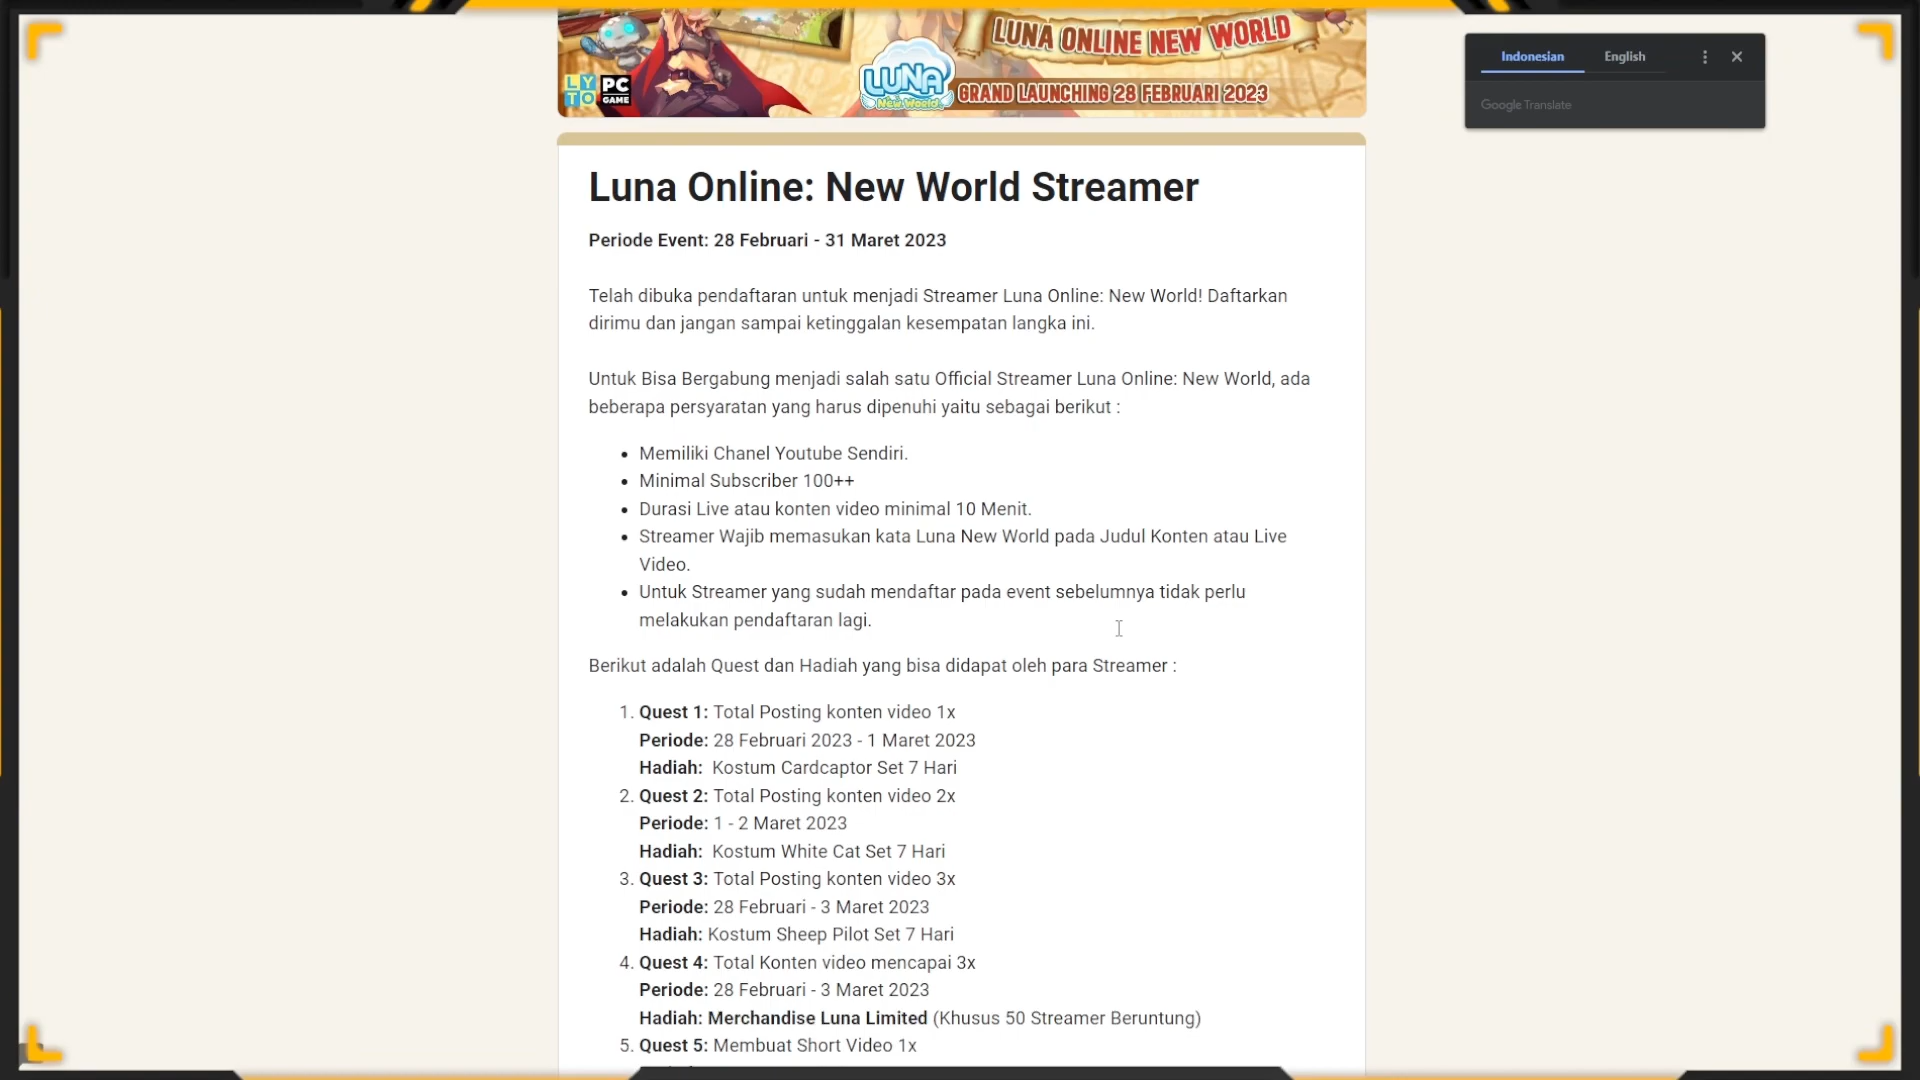 LUNA ONLINE NEW WORLD
LYTO PC GAME
LUNA New World
GRAND LAUNCHING 28 FEBRUARI 2023
Indonesian English
Google Translate
Luna Online: New World Streamer
Periode Event: 28 Februari - 31 Maret 2023
Telah dibuka pendaftaran untuk menjadi Streamer Luna Online: New World! Daftarkan
dirimu dan jangan sampai ketinggalan kesempatan langka ini.
Untuk Bisa Bergabung menjadi salah satu Official Streamer Luna Online: New World, ada
beberapa persyaratan yang harus dipenuhi yaitu sebagai berikut :
• Memiliki Chanel Youtube Sendiri.
• Minimal Subscriber 100++
• Durasi Live atau konten video minimal 10 Menit.
• Streamer Wajib memasukan kata Luna New World pada Judul Konten atau Live
Video.
• Untuk Streamer yang sudah mendaftar pada event sebelumnya tidak perlu
melakukan pendaftaran lagi.
Berikut adalah Quest dan Hadiah yang bisa didapat oleh para Streamer :
1. Quest 1: Total Posting konten video 1x
Periode: 28 Februari 2023 - 1 Maret 2023
Hadiah: Kostum Cardcaptor Set 7 Hari
2. Quest 2: Total Posting konten video 2x
Periode: 1 - 2 Maret 2023
Hadiah: Kostum White Cat Set 7 Hari
3. Quest 3: Total Posting konten video 3x
Periode: 28 Februari - 3 Maret 2023
Hadiah: Kostum Sheep Pilot Set 7 Hari
4. Quest 4: Total Konten video mencapai 3x
Periode: 28 Februari - 3 Maret 2023
Hadiah: Merchandise Luna Limited (Khusus 50 Streamer Beruntung)
5. Quest 5: Membuat Short Video 1x